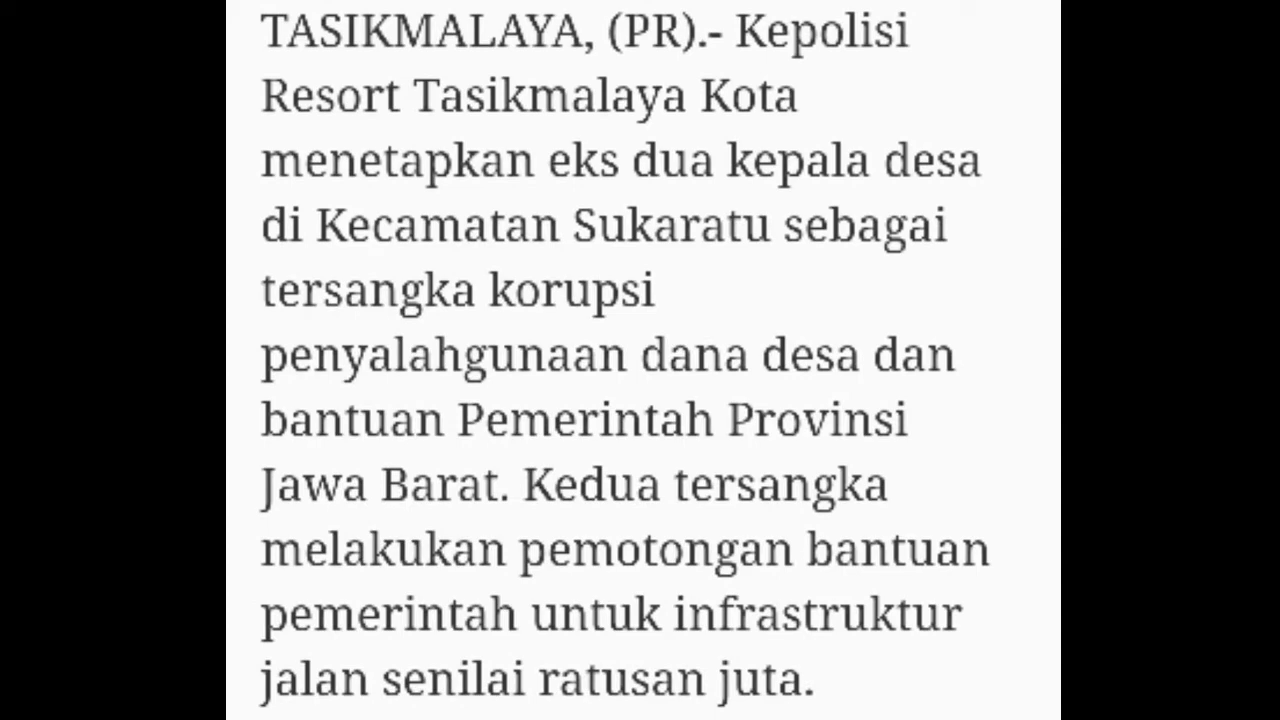 TASIKMALAYA, (PR).- Kepolisi
Resort Tasikmalaya Kota
menetapkan eks dua kepala desa
di Kecamatan Sukaratu sebagai
tersangka korupsi
penyalahgunaan dana desa dan
bantuan Pemerintah Provinsi
Jawa Barat. Kedua tersangka
melakukan pemotongan bantuan
pemerintah untuk infrastruktur
jalan senilai ratusan juta.